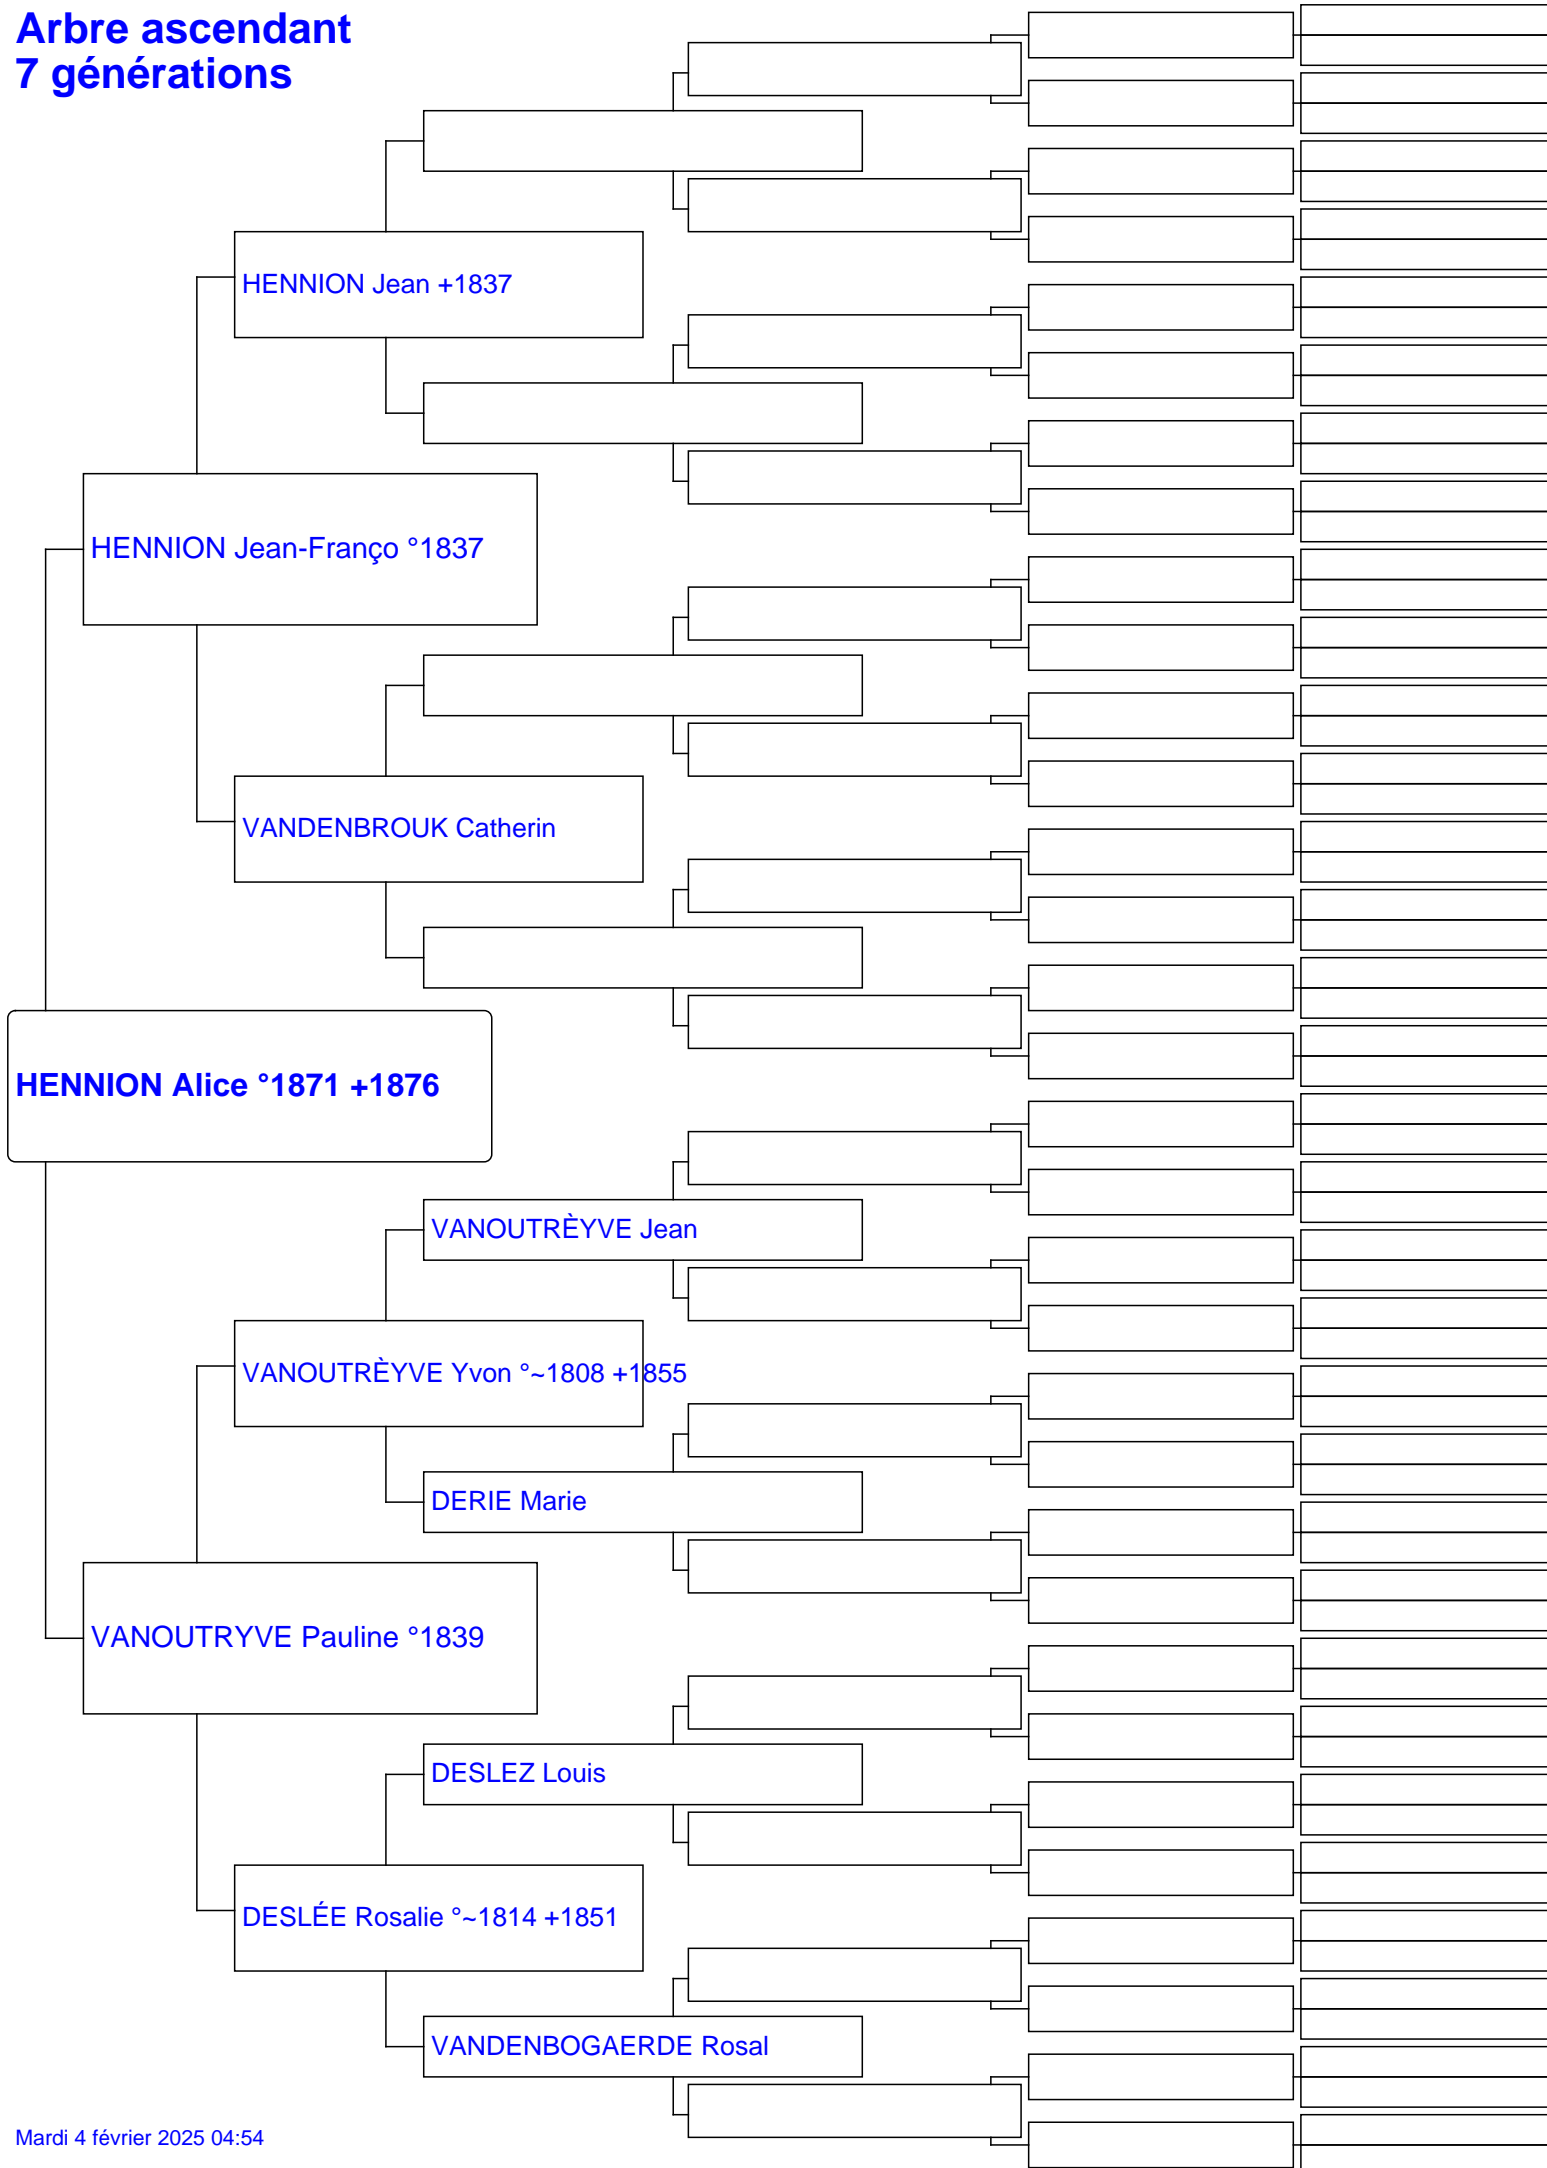 Arbre ascendant
7 générations
HENNION Jean +1837
HENNION Jean-Franço °1837
VANDENBROUK Catherin
HENNION Alice °1871 +1876
VANOUTRÈYVE Jean
VANOUTRÈYVE Yvon °~1808 +1855
DERIE Marie
VANOUTRYVE Pauline °1839
DESLEZ Louis
DESLÉE Rosalie °~1814 +1851
VANDENBOGAERDE Rosal
Mardi 4 février 2025 04:54